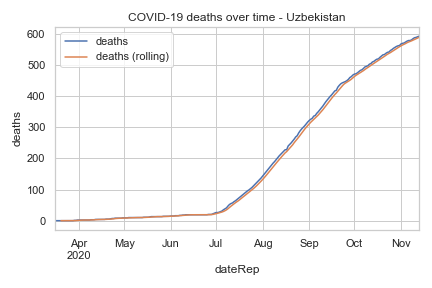 COVID-19 deaths over time - Uzbekistan
deaths
deaths (rolling)
600
500
400
300
200
100
0
deaths
Apr May Jun Jul Aug Sep Oct Nov
2020
dateRep